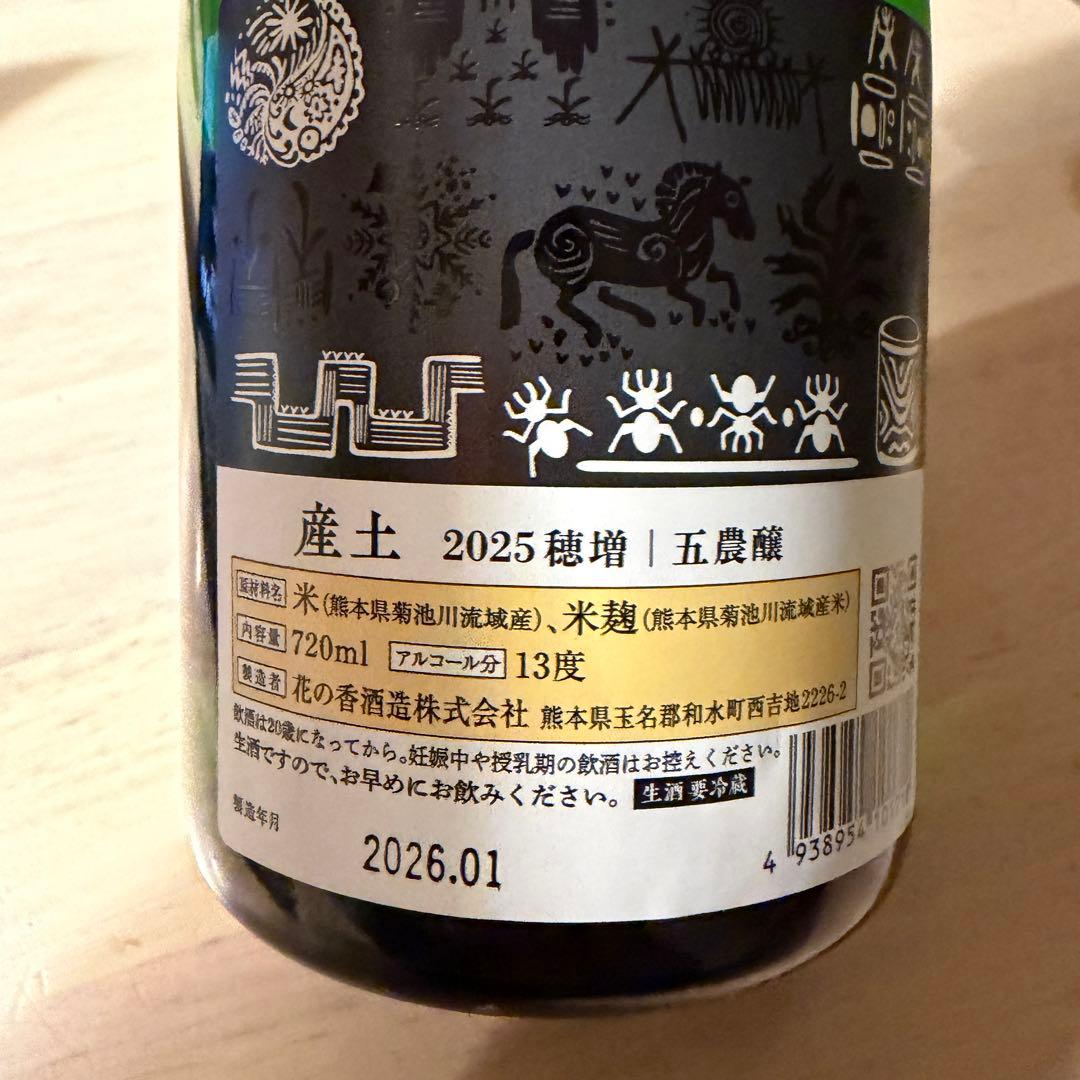 産土 2025 穂増 | 五農醸
原材料名 米(熊本県菊池川流域産)、米麹(熊本県菊池川流域産米)
内容量 720ml アルコール分 13度
製造者 花の香酒造株式会社 熊本県玉名郡和水町西吉地2226-2
飲酒は20歳になってから。妊娠中や授乳期の飲酒はお控えください。
生酒ですので、お早めにお飲みください。 生酒 要冷蔵
製造年月
2026.01
4 938954